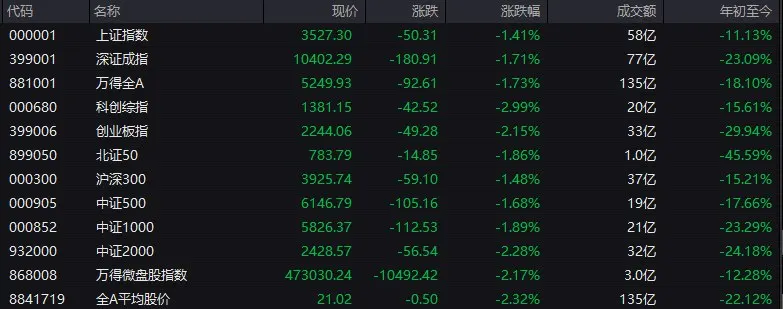 代码 名称 现价 涨跌 涨跌幅 成交额 年初至今
000001 上证指数 3527.30 -50.31 -1.41% 58亿 -11.13%
399001 深证成指 10402.29 -180.91 -1.71% 77亿 -23.09%
881001 万得全A 5249.93 -92.61 -1.73% 135亿 -18.10%
000680 科创综指 1381.15 -42.52 -2.99% 20亿 -15.61%
399006 创业板指 2244.06 -49.28 -2.15% 33亿 -29.94%
899050 北证50 783.79 -14.85 -1.86% 1.0亿 -45.59%
000300 沪深300 3925.74 -59.10 -1.48% 37亿 -15.21%
000905 中证500 6146.79 -105.16 -1.68% 19亿 -17.66%
000852 中证1000 5826.37 -112.53 -1.89% 21亿 -23.29%
932000 中证2000 2428.57 -56.54 -2.28% 32亿 -24.18%
868008 万得微盘股指数 473030.24 -10492.42 -2.17% 3.0亿 -12.28%
8841719 全A平均股价 21.02 -0.50 -2.32% 135亿 -22.12%